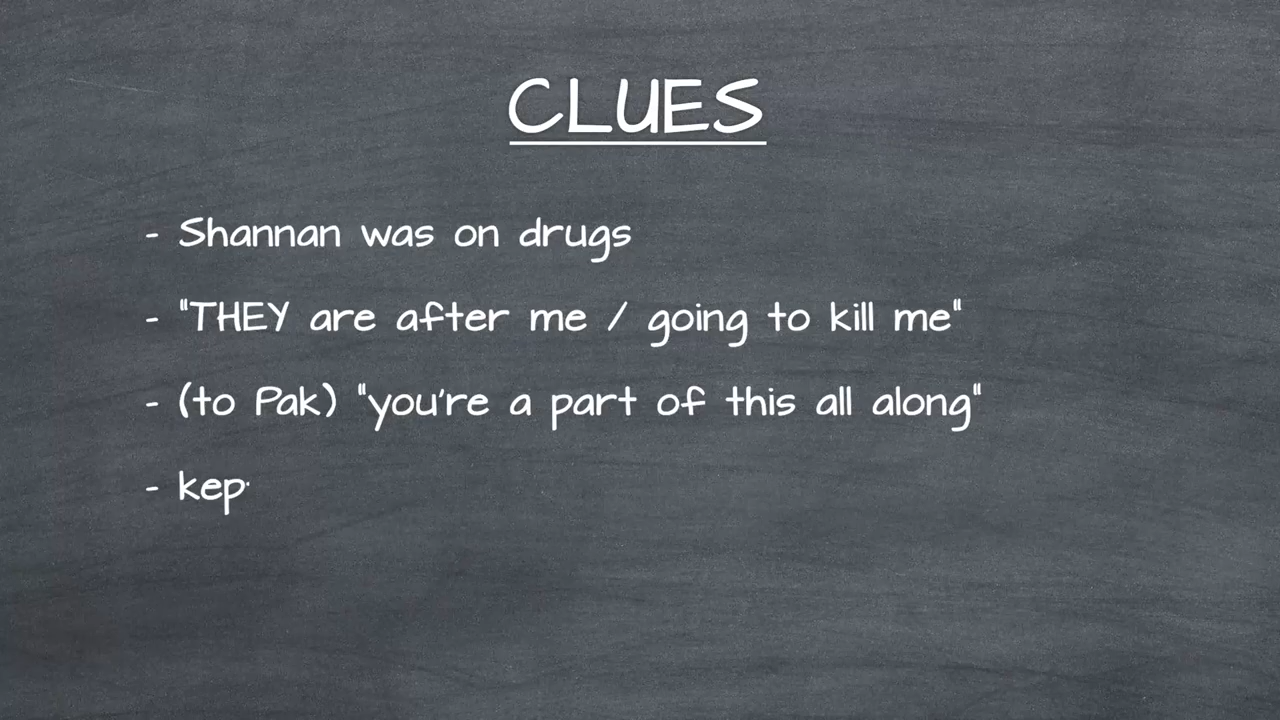 CLUES
- Shannan was on drugs
- "THEY are after me / going to kill me"
- (to Pak) "you're a part of this all along"
- kep